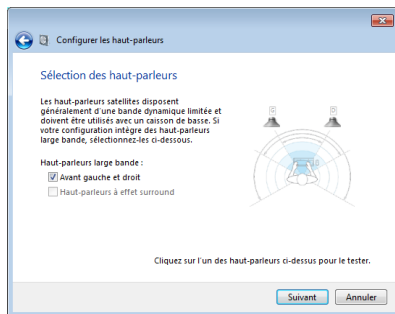 Configurer les haut-parleurs
Sélection des haut-parleurs
Les haut-parleurs satellites disposent
généralement d'une bande dynamique limitée et
doivent être utilisés avec un caisson de basse. Si
votre configuration intègre des haut-parleurs
large bande, sélectionnez-les ci-dessous.
Haut-parleurs large bande :
Avant gauche et droit
Haut-parleurs à effet surround
Cliquez sur l'un des haut-parleurs ci-dessus pour le tester.
Suivant
Annuler